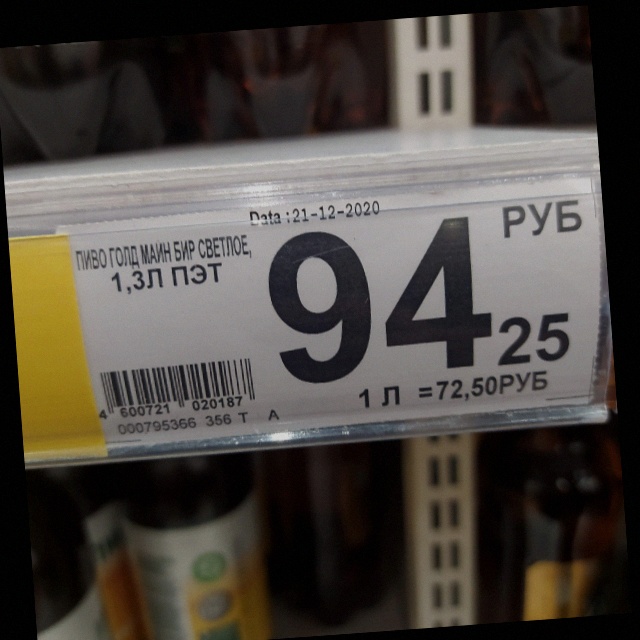 Data :21-12-2020
ПИВО ГОЛД МАИН БИР СВЕТЛОЕ,
1,3Л ПЭТ
94
РУБ
25
1 Л =72,50РУБ
4 600721 020187
000795366 356 Т А